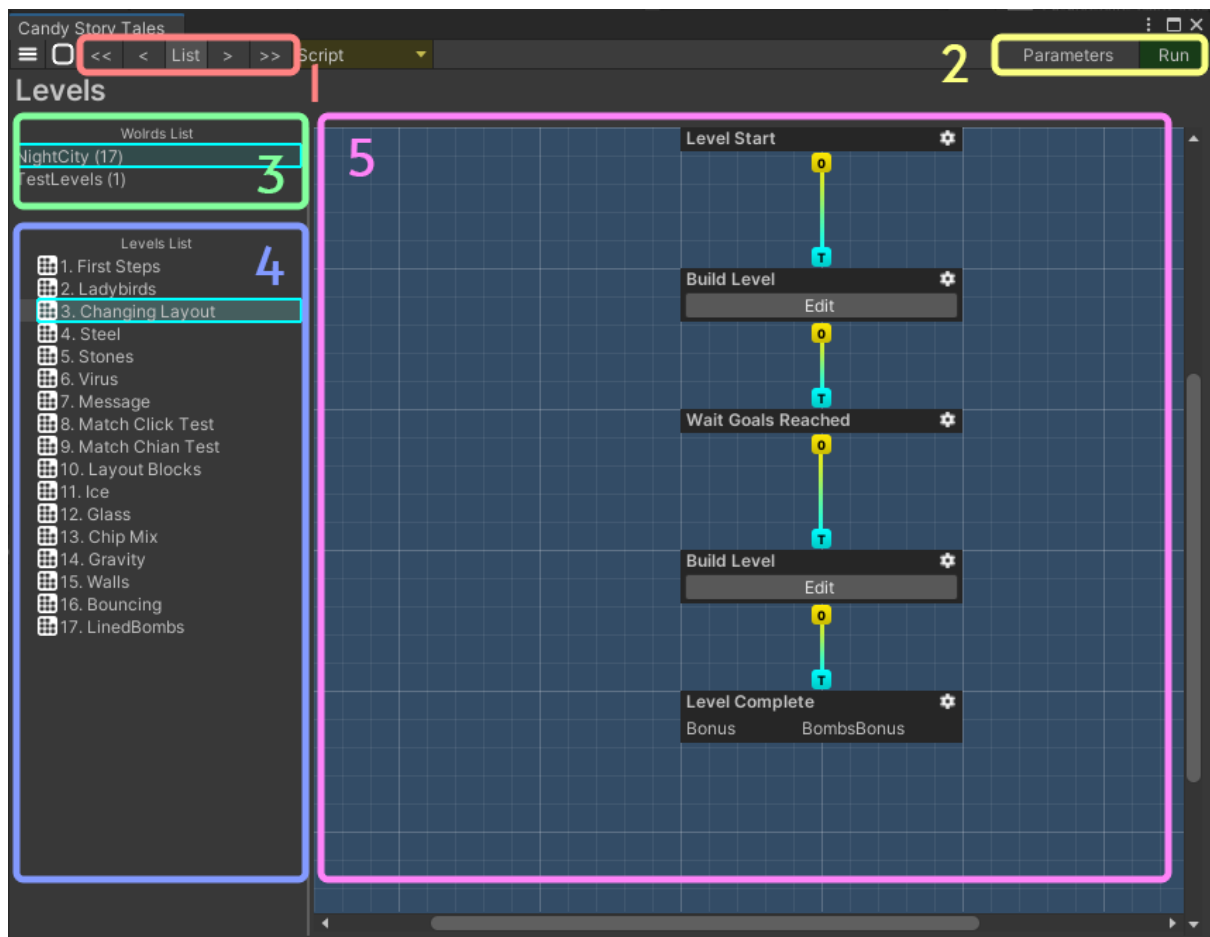 Candy Story Tales
<< < List > >> Script
2
Parameters Run
1
Levels
Wolrds List
NightCity (17)
TestLevels (1)
3
Levels List
4
1. First Steps
2. Ladybirds
3. Changing Layout
4. Steel
5. Stones
6. Virus
7. Message
8. Match Click Test
9. Match Chian Test
10. Layout Blocks
11. Ice
12. Glass
13. Chip Mix
14. Gravity
15. Walls
16. Bouncing
17. LinedBombs
5
Level Start
O
T
Build Level
Edit
O
T
Wait Goals Reached
O
T
Build Level
Edit
O
T
Level Complete
Bonus BombsBonus